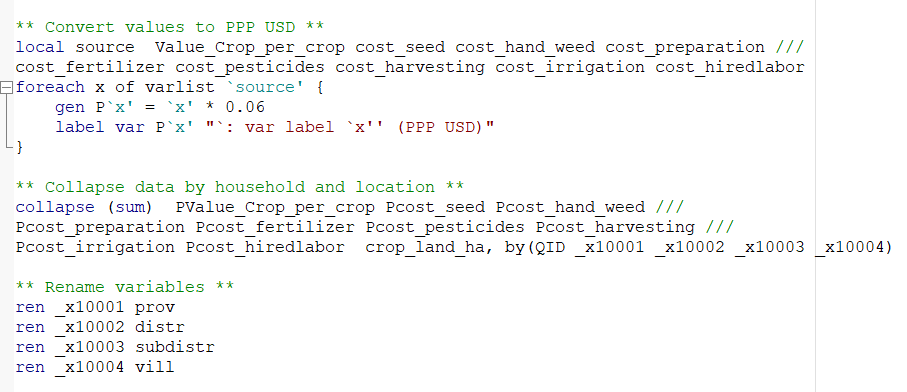 ** Convert values to PPP USD **
local source  Value_Crop_per_crop cost_seed cost_hand_weed cost_preparation ///
cost_fertilizer cost_pesticides cost_harvesting cost_irrigation cost_hiredlabor
foreach x of varlist `source' {
    gen P`x' = `x' * 0.06
    label var P`x' "`: var label `x'' (PPP USD)"
}
** Collapse data by household and location **
collapse (sum)  PValue_Crop_per_crop Pcost_seed Pcost_hand_weed ///
Pcost_preparation Pcost_fertilizer Pcost_pesticides Pcost_harvesting ///
Pcost_irrigation Pcost_hiredlabor  crop_land_ha, by(QID _x10001 _x10002 _x10003 _x10004)
** Rename variables **
ren _x10001 prov
ren _x10002 distr
ren _x10003 subdistr
ren _x10004 vill